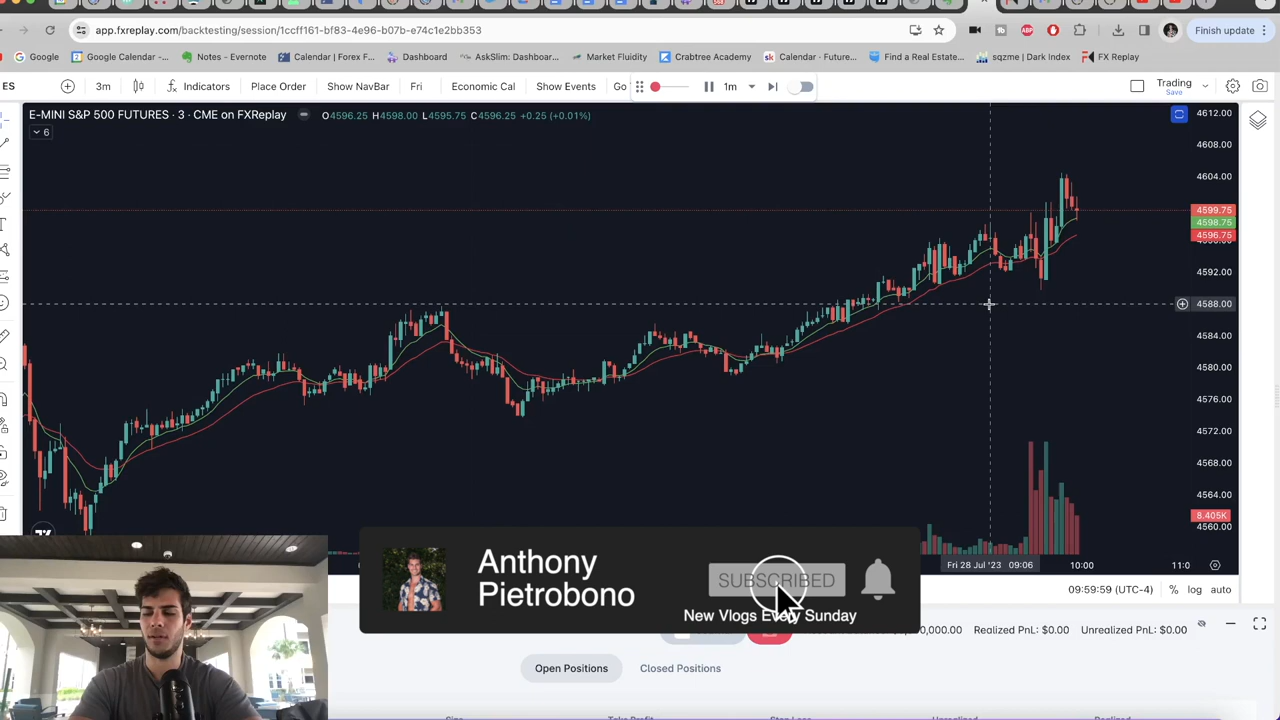 app.fxreplay.com/backtesting/session/1ccff161-bf83-4e96-b07b-e74c1e2bb353
Finish update
Google
Google Calendar -...
Notes - Evernote
Calendar | Forex F...
Dashboard
AskSlim: Dashboar...
Market Fluidity
Crabtree Academy
Calendar · Future...
Find a Real Estate...
sqzme | Dark Index
FX Replay
ES
3m
Indicators
Place Order
Show NavBar
Fri
Economic Cal
Show Events
Go
1m
Trading
Save
E-MINI S&P 500 FUTURES · 3 · CME on FXReplay
O4596.25 H4598.00 L4595.75 C4596.25 +0.25 (+0.01%)
6
4612.00
4608.00
4604.00
4599.75
4598.75
4596.75
4592.00
4588.00
4584.00
4580.00
4576.00
4572.00
4568.00
4564.00
8.405K
4560.00
Fri 28 Jul '23 09:06
10:00
11:0
09:59:59 (UTC-4)
%
log
auto
Anthony
Pietrobono
SUBSCRIBED
New Vlogs Every Sunday
Realized PnL: $0.00
Unrealized PnL: $0.00
Open Positions
Closed Positions